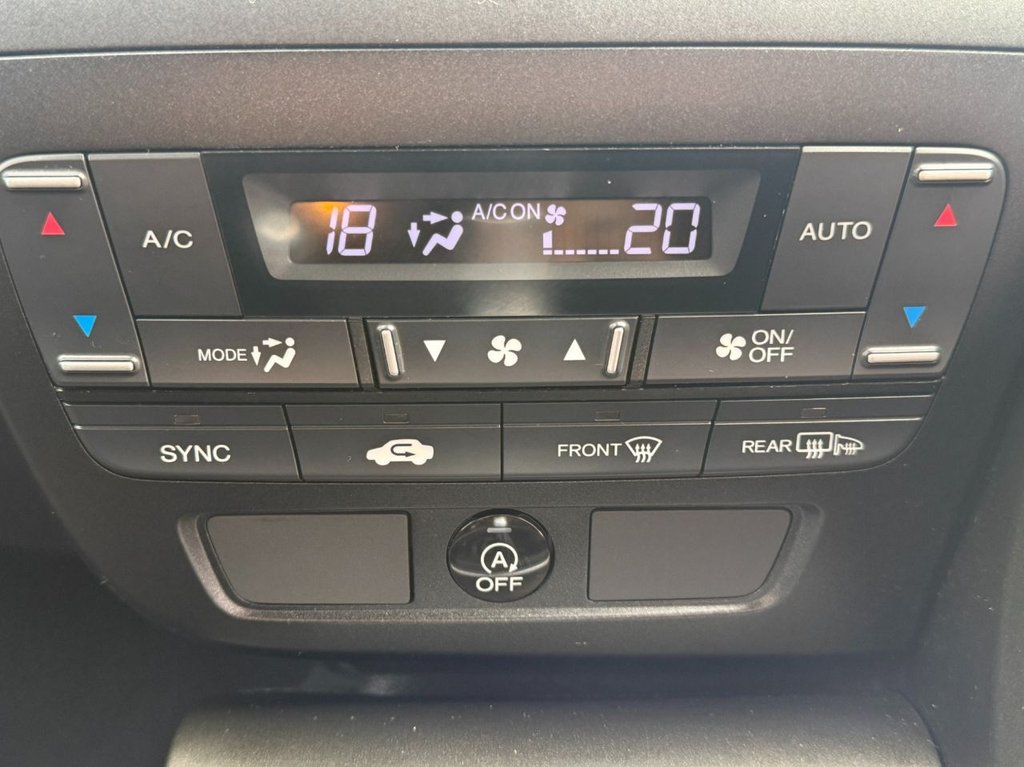 18 A/C ON 20
A/C
AUTO
MODE
ON/
OFF
SYNC
FRONT
REAR
A
OFF